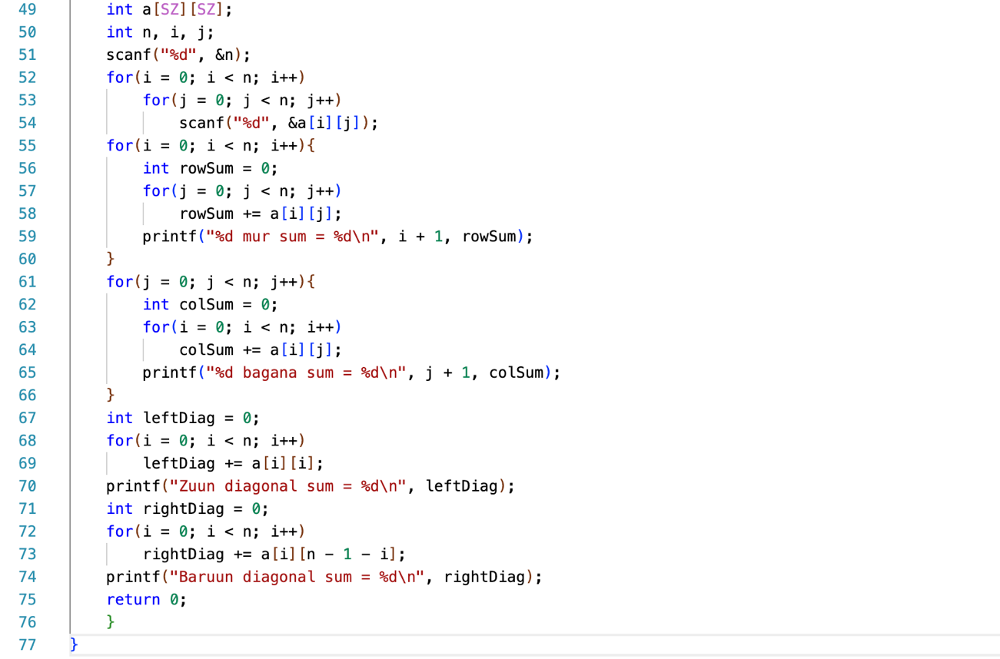 49 int a[SZ][SZ];
50 int n, i, j;
51 scanf("%d", &n);
52 for(i = 0; i < n; i++)
53 for(j = 0; j < n; j++)
54 scanf("%d", &a[i][j]);
55 for(i = 0; i < n; i++){
56 int rowSum = 0;
57 for(j = 0; j < n; j++)
58 rowSum += a[i][j];
59 printf("%d mur sum = %d\n", i + 1, rowSum);
60 }
61 for(j = 0; j < n; j++){
62 int colSum = 0;
63 for(i = 0; i < n; i++)
64 colSum += a[i][j];
65 printf("%d bagana sum = %d\n", j + 1, colSum);
66 }
67 int leftDiag = 0;
68 for(i = 0; i < n; i++)
69 leftDiag += a[i][i];
70 printf("Zuun diagonal sum = %d\n", leftDiag);
71 int rightDiag = 0;
72 for(i = 0; i < n; i++)
73 rightDiag += a[i][n - 1 - i];
74 printf("Baruun diagonal sum = %d\n", rightDiag);
75 return 0;
76 }
77 }